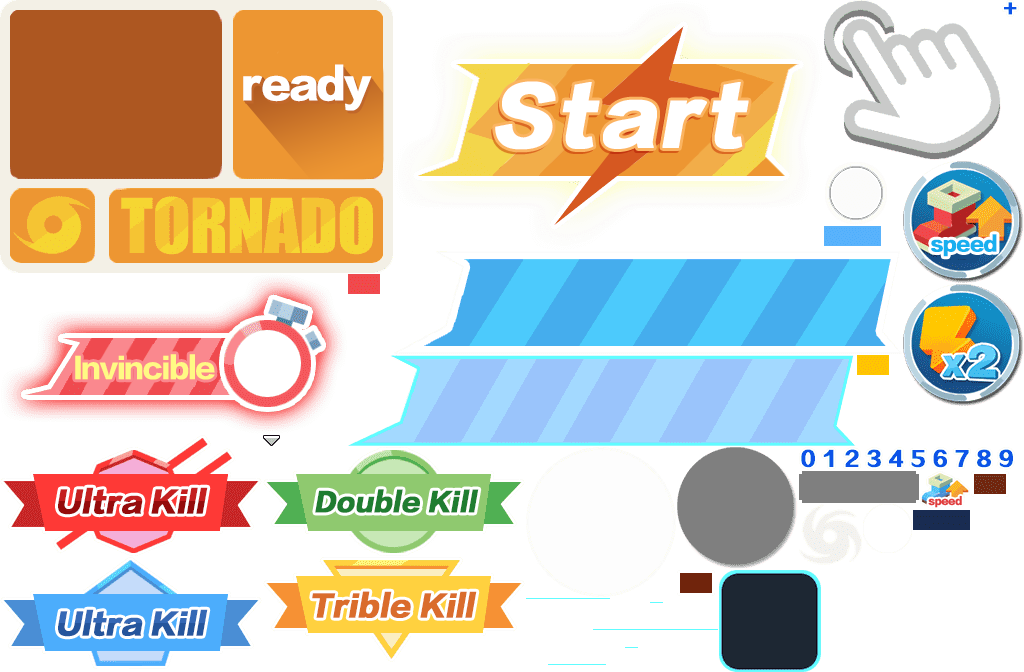 +
ready
Start
TORNADO
speed
Invincible
x2
Ultra Kill
Double Kill
0 1 2 3 4 5 6 7 8 9
speed
Ultra Kill
Trible Kill